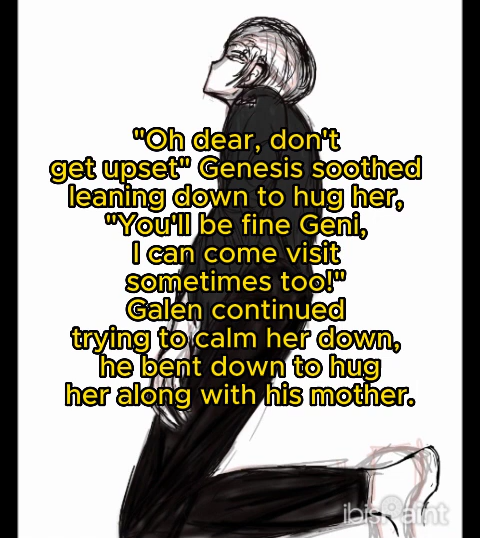 "Oh dear, don't
get upset" Genesis soothed
leaning down to hug her,
"You'll be fine Geni,
I can come visit
sometimes too!"
Galen continued
trying to calm her down,
he bent down to hug
her along with his mother.
ibisPaint